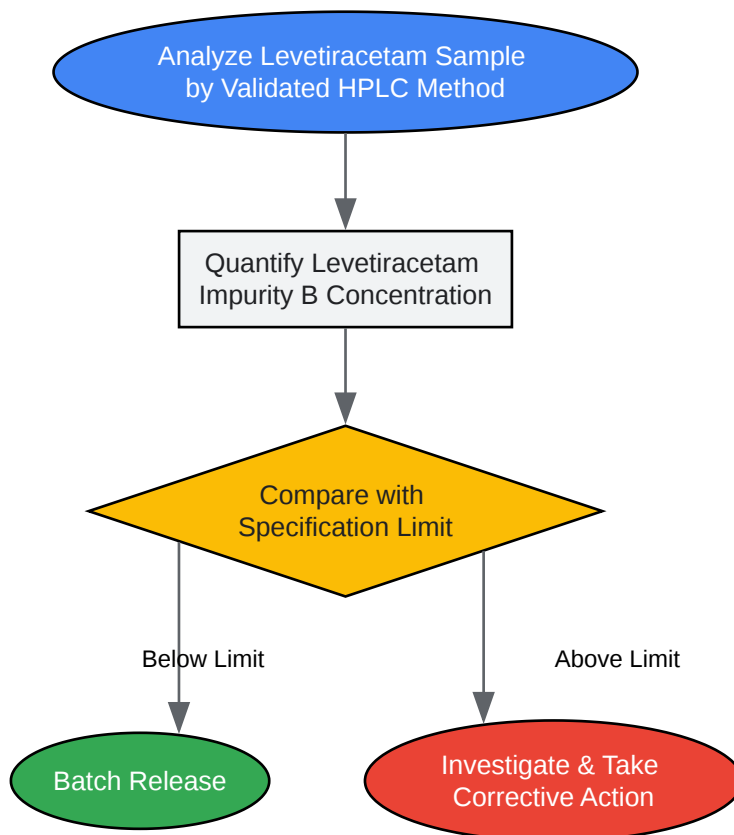 Analyze Levetiracetam Sample
by Validated HPLC Method
Quantify Levetiracetam
Impurity B Concentration
Compare with
Specification Limit
Below Limit
Above Limit
Batch Release
Investigate & Take
Corrective Action